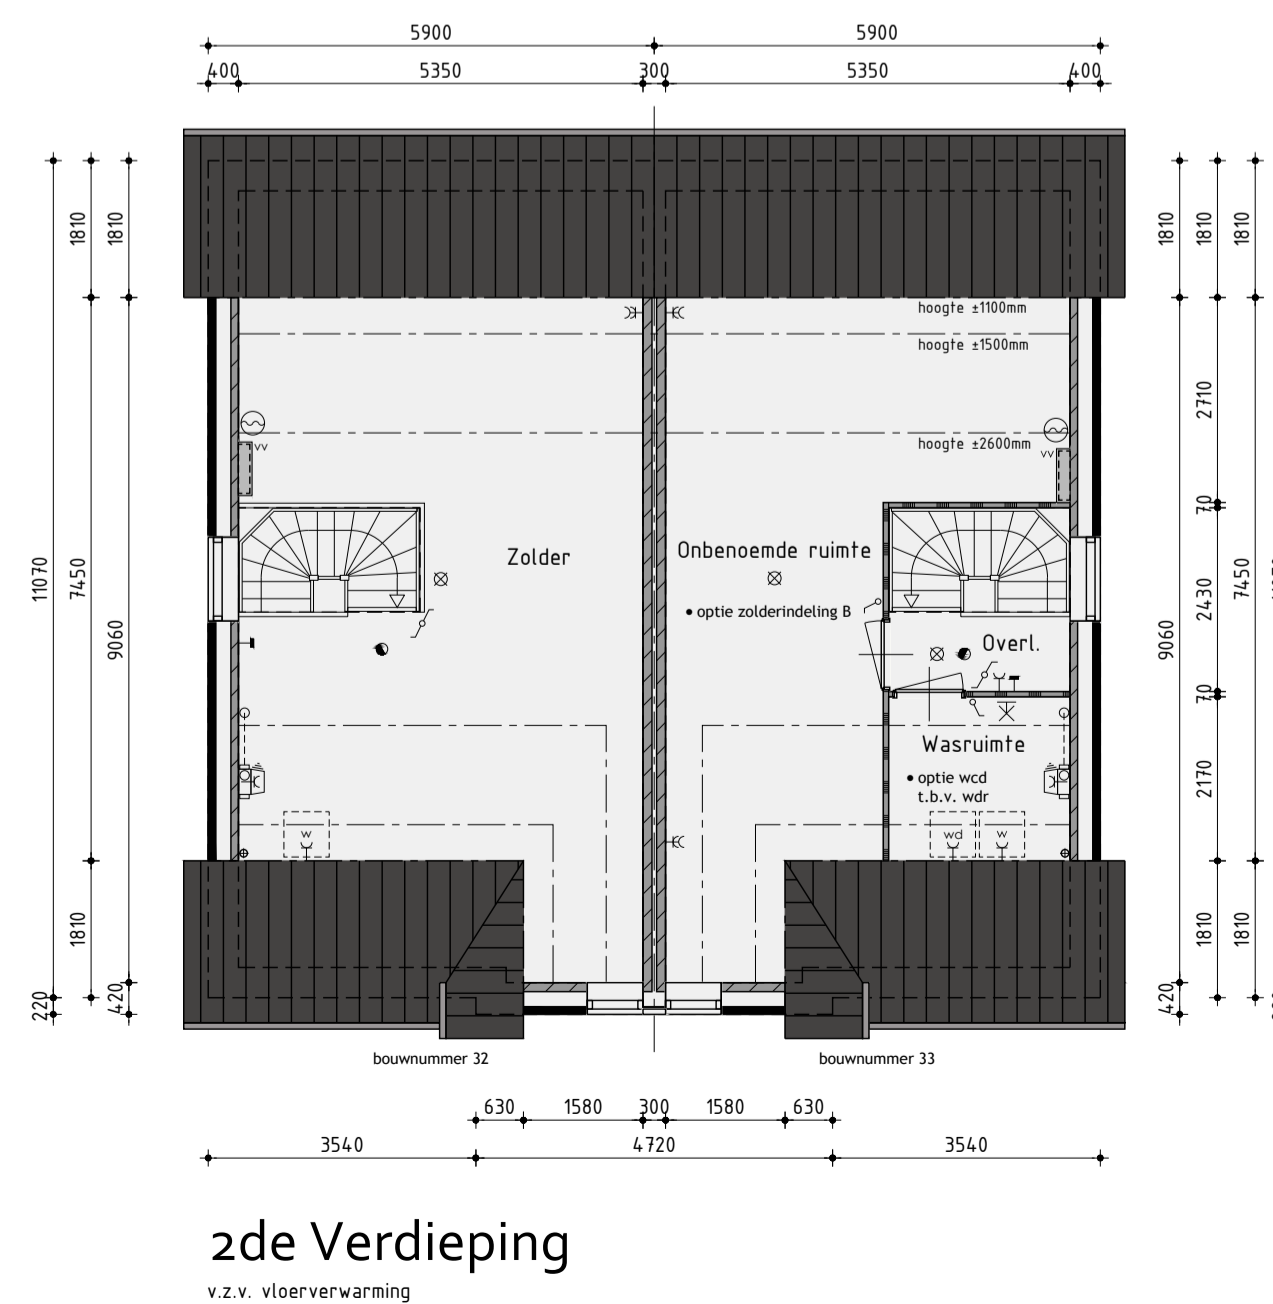 5900 5900
400 5350 300 5350 400
1810 1810 1810 1810 1810
hoogte ±1100mm
hoogte ±1500mm
2710
hoogte ±2600mm
vv vv
70
Zolder Onbenoemde ruimte
11070 7450 2430 7450
• optie zolderindeling B
9060 9060
Overl.
70
Wasruimte
• optie wcd
t.b.v. wdr
2170
w wd w
1810 1810 1810
220 420 420
bouwnummer 32 bouwnummer 33
630 1580 300 1580 630
3540 4720 3540
2de Verdieping
v.z.v. vloerverwarming